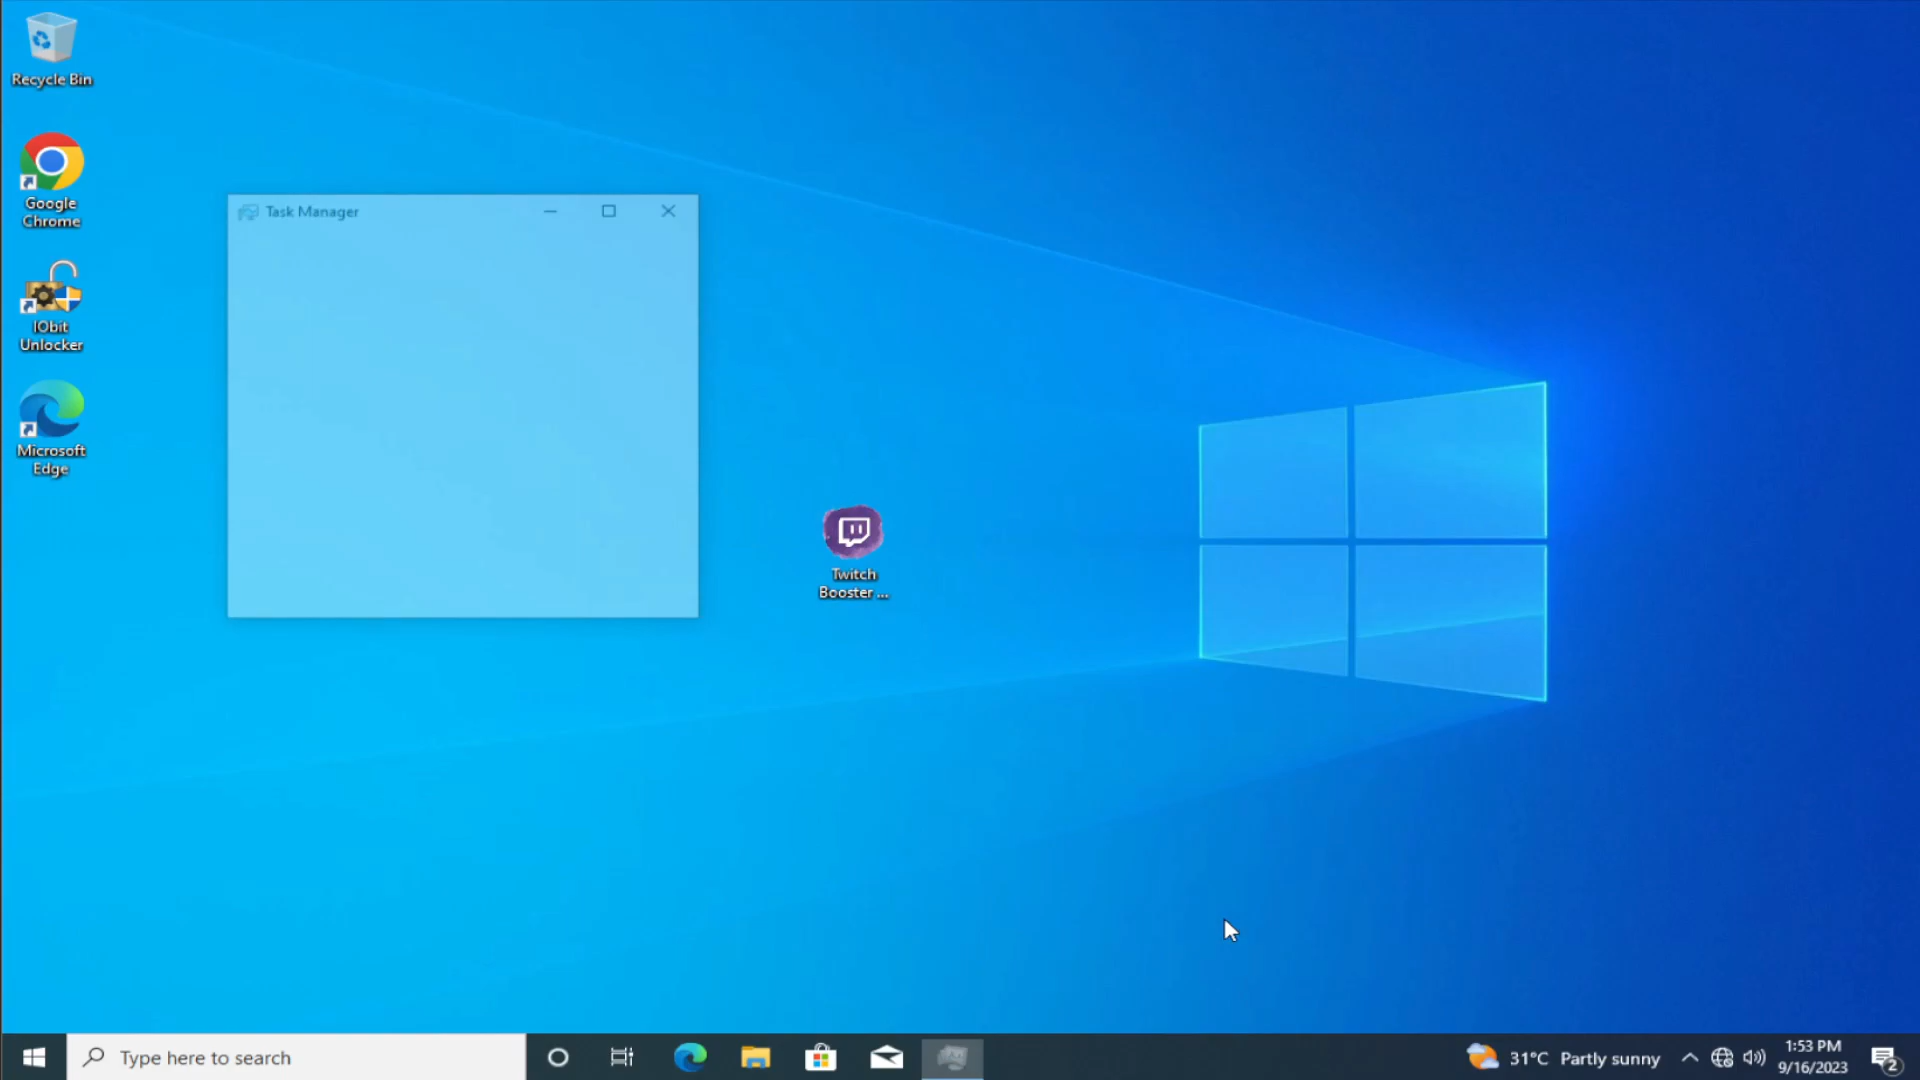 Recycle Bin
Google
Chrome
IObit
Unlocker
Microsoft
Edge
Task Manager
Twitch
Booster ...
Type here to search
31°C Partly sunny
1:53 PM
9/16/2023
2